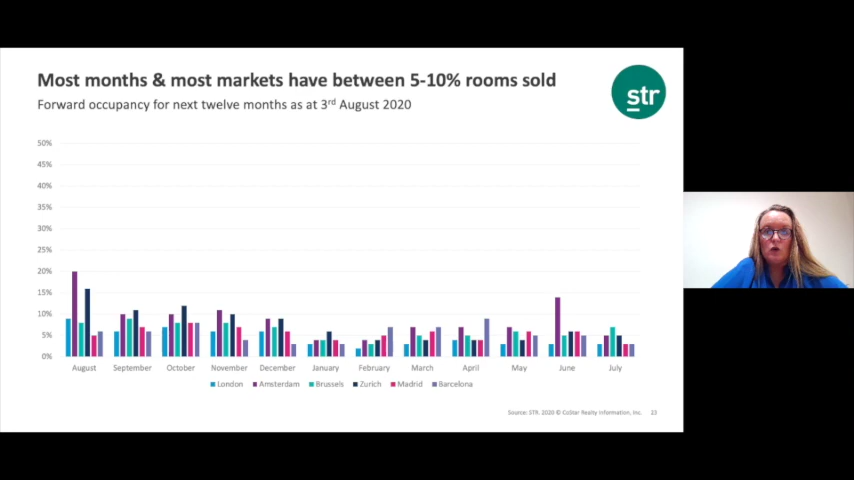 Most months & most markets have between 5-10% rooms sold
Forward occupancy for next twelve months as at 3rd August 2020
str
50%
45%
40%
35%
30%
25%
20%
15%
10%
5%
0%
August September October November December January February March April May June July
London Amsterdam Brussels Zurich Madrid Barcelona
Source: STR. 2020 © CoStar Realty Information, Inc. 23